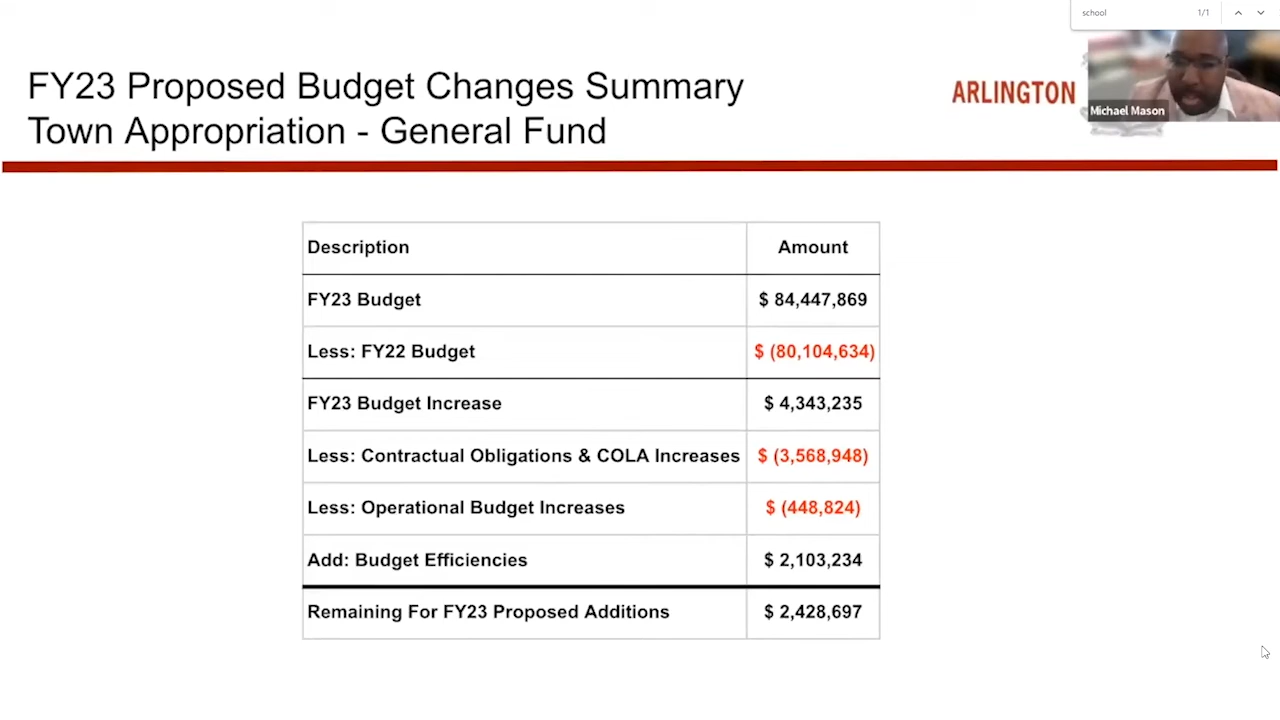 school 1/1
FY23 Proposed Budget Changes Summary
Town Appropriation - General Fund
ARLINGTON
Michael Mason
Description Amount
FY23 Budget $ 84,447,869
Less: FY22 Budget $ (80,104,634)
FY23 Budget Increase $ 4,343,235
Less: Contractual Obligations & COLA Increases $ (3,568,948)
Less: Operational Budget Increases $ (448,824)
Add: Budget Efficiencies $ 2,103,234
Remaining For FY23 Proposed Additions $ 2,428,697